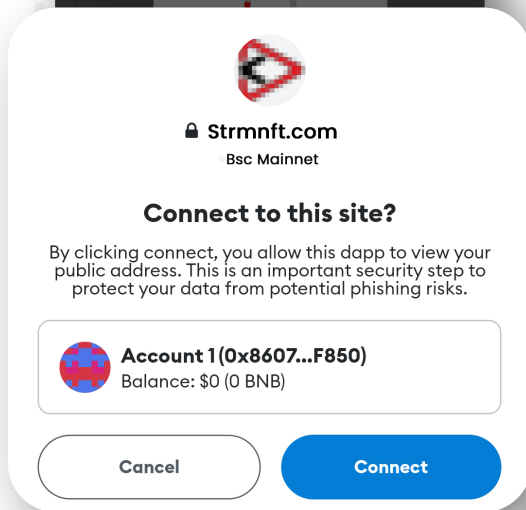 Strmnft.com
Bsc Mainnet
Connect to this site?
By clicking connect, you allow this dapp to view your
public address. This is an important security step to
protect your data from potential phishing risks.
Account 1 (0x8607...F850)
Balance: $0 (0 BNB)
Cancel
Connect